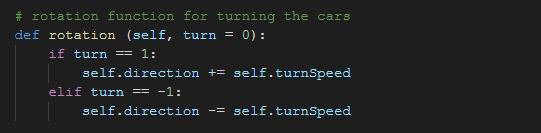 # rotation function for turning the cars
def rotation (self, turn = 0):
    if turn == 1:
        self.direction += self.turnSpeed
    elif turn == -1:
        self.direction -= self.turnSpeed